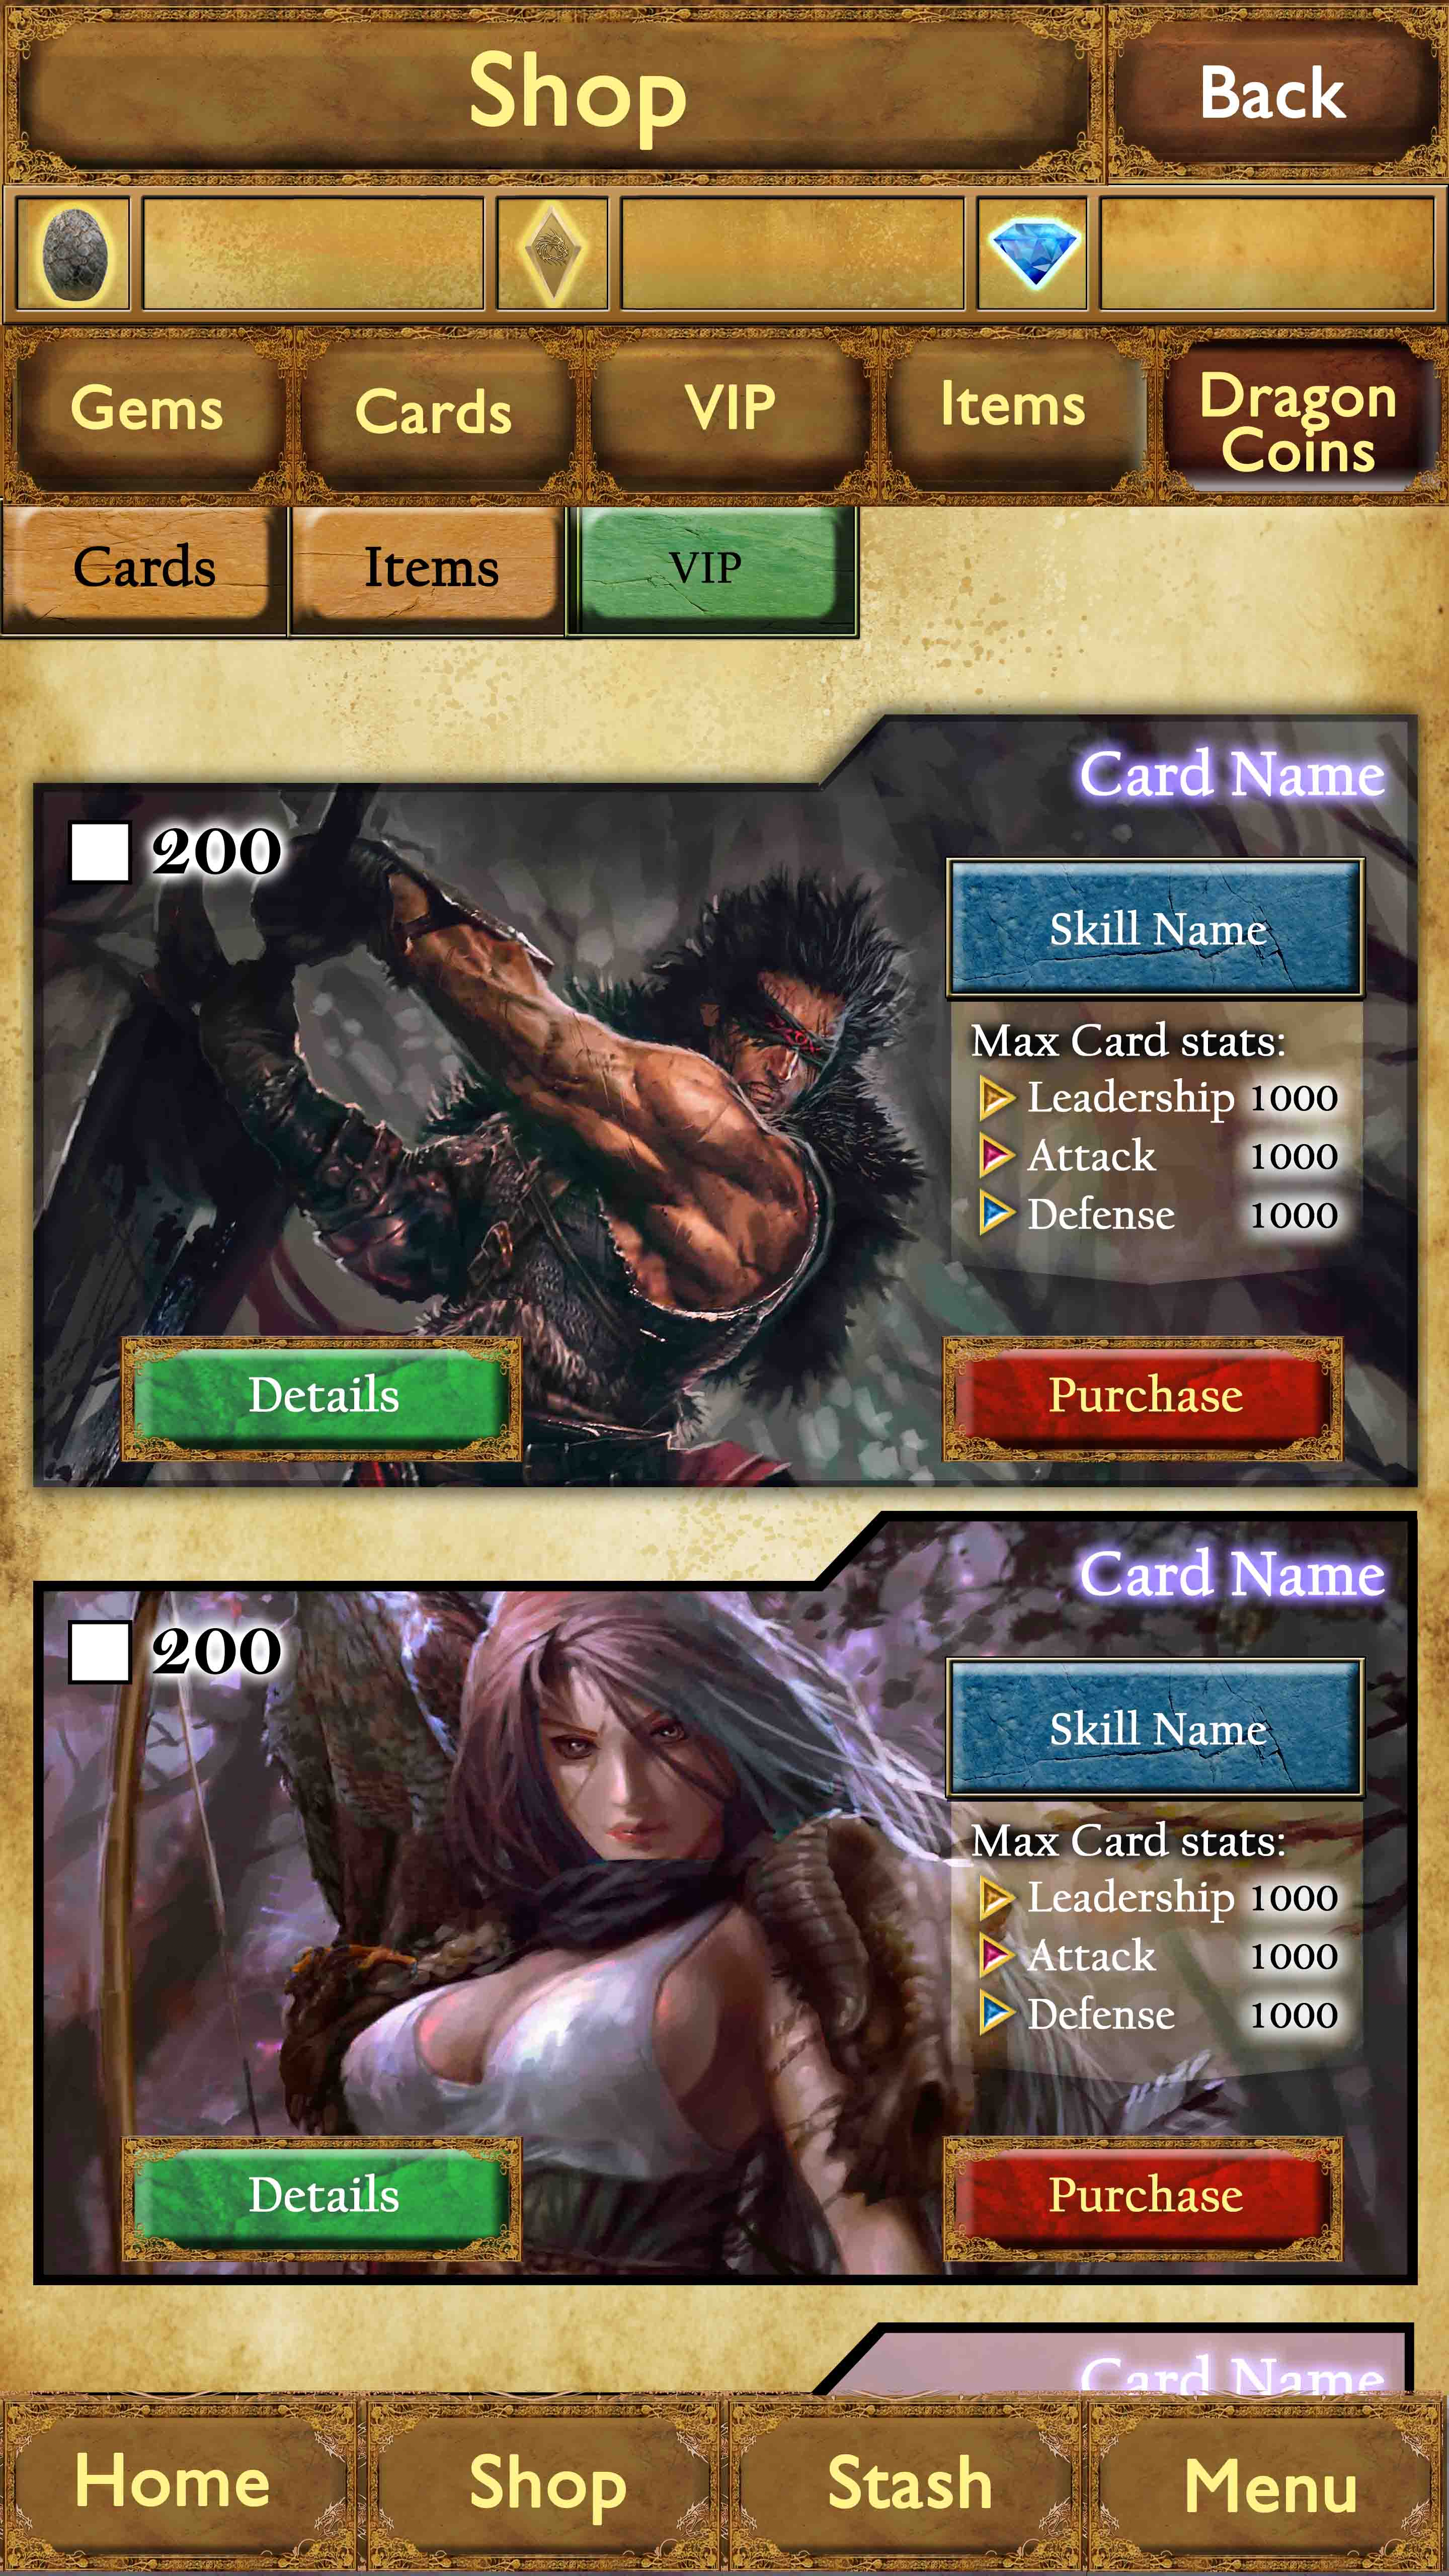 Shop
Back
Gems
Cards
VIP
Items
Dragon
Coins
Cards
Items
VIP
Card Name
200
Skill Name
Max Card stats:
Leadership 1000
Attack 1000
Defense 1000
Details
Purchase
Card Name
200
Skill Name
Max Card stats:
Leadership 1000
Attack 1000
Defense 1000
Details
Purchase
Card Name
Home
Shop
Stash
Menu